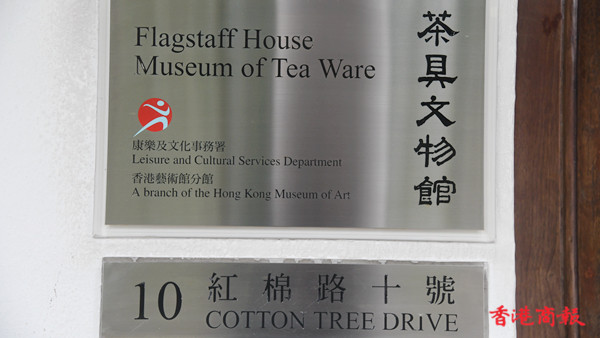 Flagstaff House
Museum of Tea Ware
茶具文物館
康樂及文化事務署
Leisure and Cultural Services Department
香港藝術館分館
A branch of the Hong Kong Museum of Art
10
紅棉路十號
COTTON TREE DRIVE
香港商報